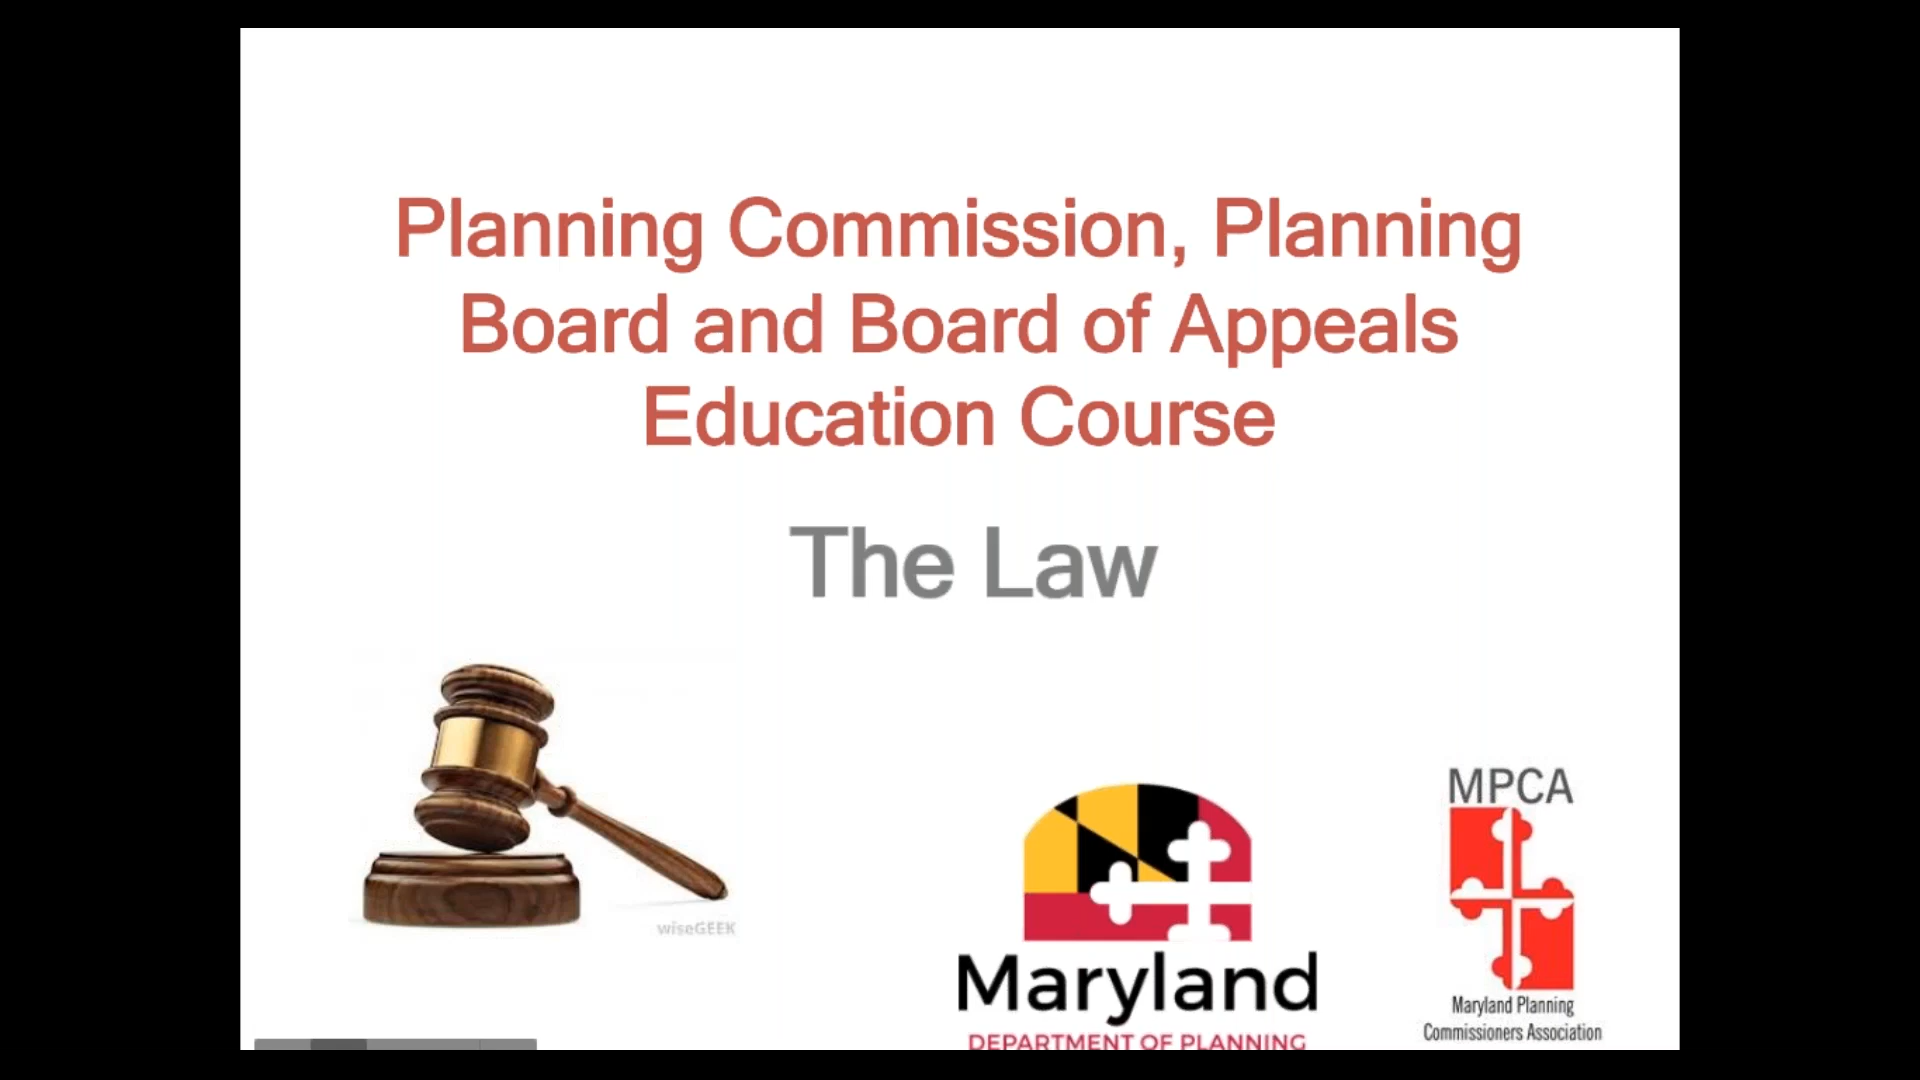 Planning Commission, Planning
Board and Board of Appeals
Education Course
The Law
wiseGEEK
Maryland
DEPARTMENT OF PLANNING
MPCA
Maryland Planning
Commissioners Association